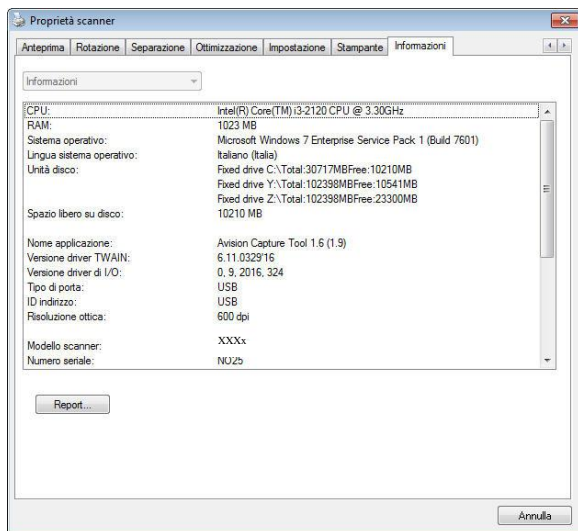 Proprietà scanner
Anteprima Rotazione Separazione Ottimizzazione Impostazione Stampante Informazioni
Informazioni
CPU: Intel(R) Core(TM) i3-2120 CPU @ 3.30GHz
RAM: 1023 MB
Sistema operativo: Microsoft Windows 7 Enterprise Service Pack 1 (Build 7601)
Lingua sistema operativo: Italiano (Italia)
Unità disco: Fixed drive C:\Total:30717MBFree:10210MB
Fixed drive Y:\Total:102398MBFree:10541MB
Fixed drive Z:\Total:102398MBFree:23300MB
Spazio libero su disco: 10210 MB
Nome applicazione: Avision Capture Tool 1.6 (1.9)
Versione driver TWAIN: 6.11.0329'16
Versione driver di I/O: 0, 9, 2016, 324
Tipo di porta: USB
ID indirizzo: USB
Risoluzione ottica: 600 dpi
Modello scanner: XXXx
Numero seriale: NO25
Report...
Annulla